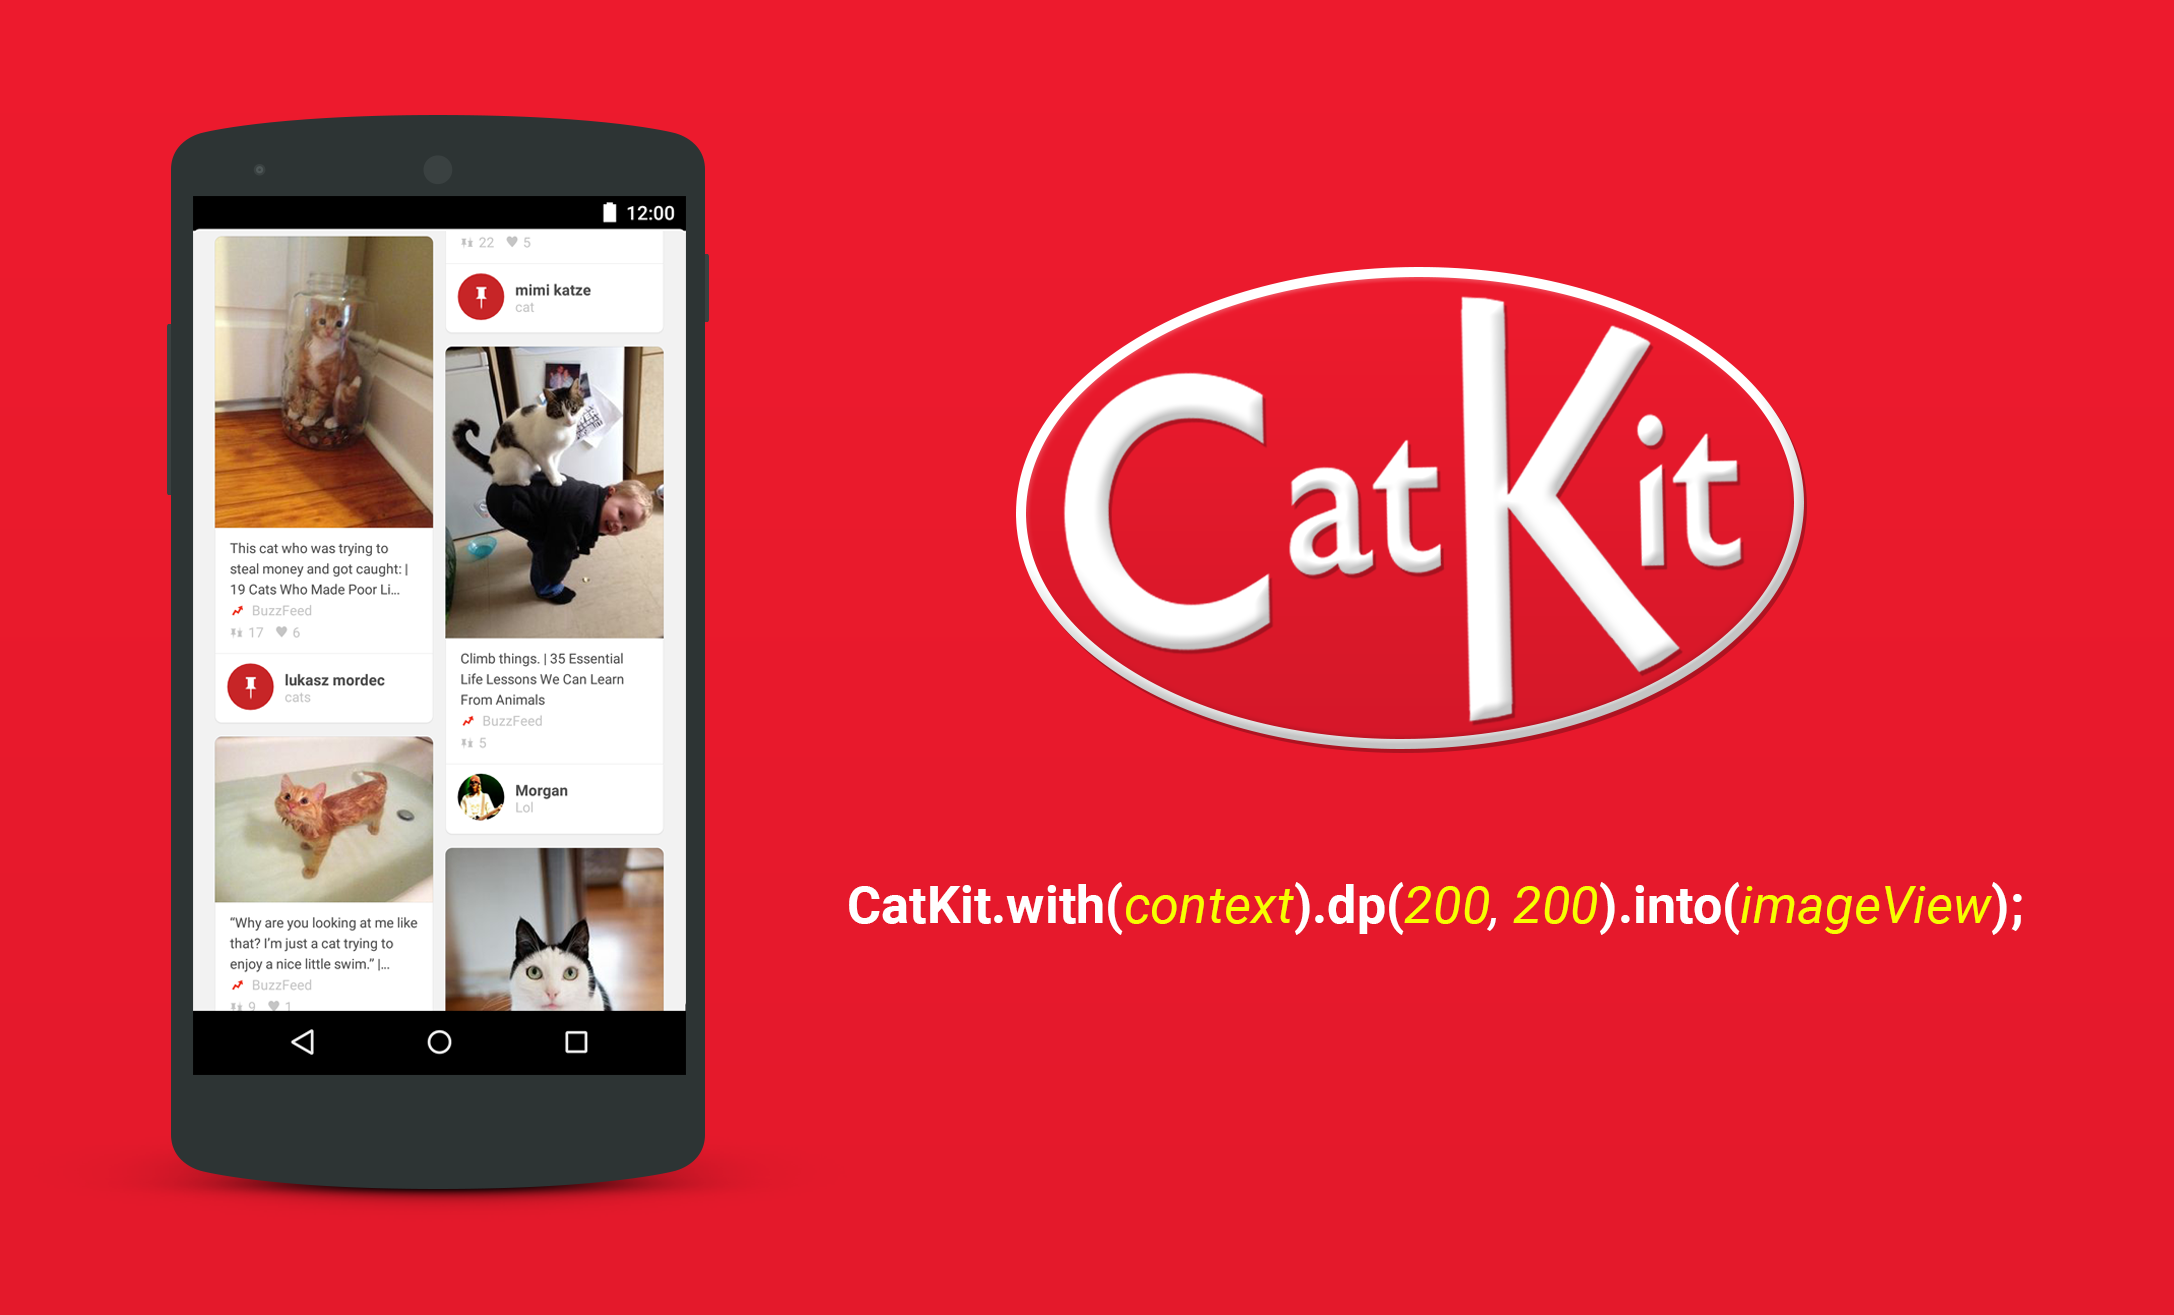 12:00
This cat who was trying to
steal money and got caught: |
19 Cats Who Made Poor Li...
BuzzFeed
17 6
lukasz mordec
cats
“Why are you looking at me like
that? I’m just a cat trying to
enjoy a nice little swim.” |...
BuzzFeed
9 1
22 5
mimi katze
cat
Climb things. | 35 Essential
Life Lessons We Can Learn
From Animals
BuzzFeed
5
Morgan
Lol
CatKit
CatKit.with(context).dp(200, 200).into(imageView);